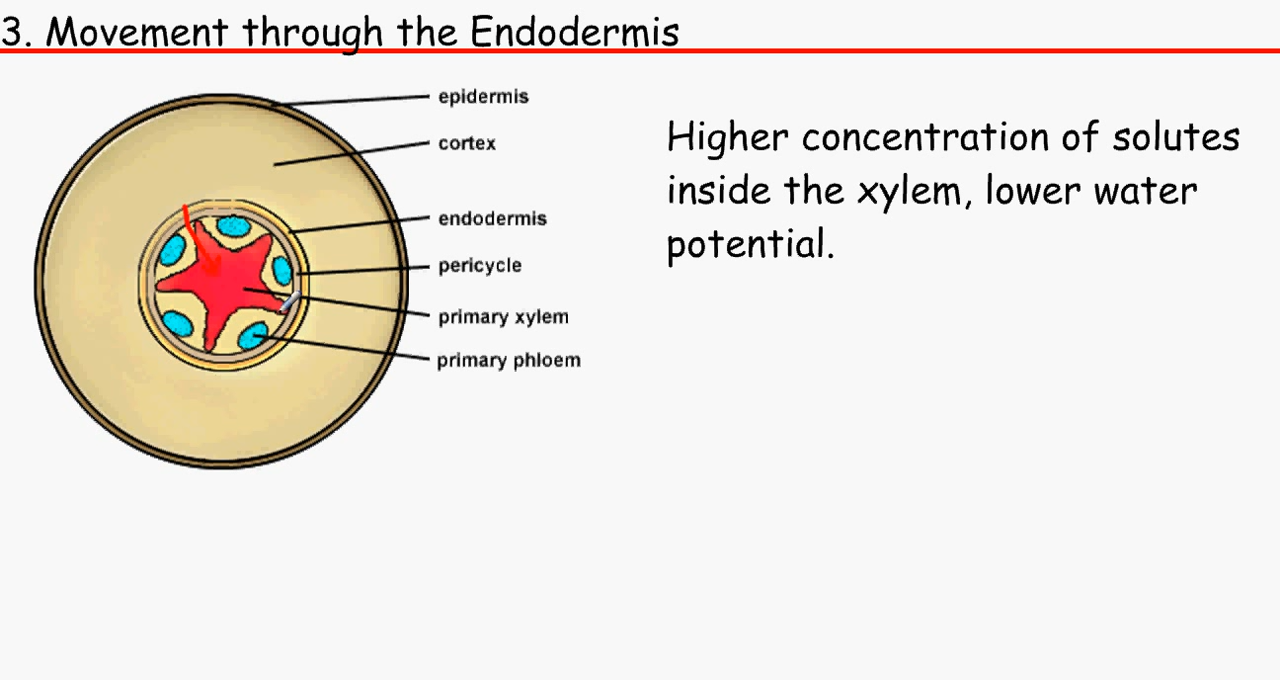 3. Movement through the Endodermis
epidermis
cortex
endodermis
pericycle
primary xylem
primary phloem
Higher concentration of solutes
inside the xylem, lower water
potential.